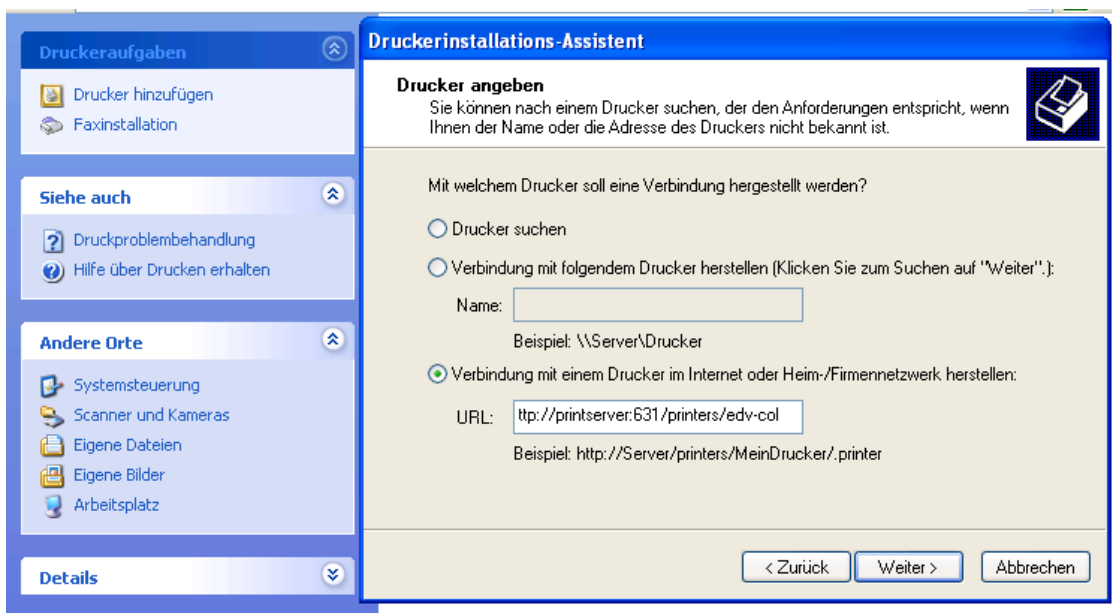 Druckeraufgaben
Drucker hinzufügen
Faxinstallation
Siehe auch
Druckproblembehandlung
Hilfe über Drucken erhalten
Andere Orte
Systemsteuerung
Scanner und Kameras
Eigene Dateien
Eigene Bilder
Arbeitsplatz
Details
Druckerinstallations-Assistent
Drucker angeben
Sie können nach einem Drucker suchen, der den Anforderungen entspricht, wenn
Ihnen der Name oder die Adresse des Druckers nicht bekannt ist.
Mit welchem Drucker soll eine Verbindung hergestellt werden?
Drucker suchen
Verbindung mit folgendem Drucker herstellen (Klicken Sie zum Suchen auf "Weiter".):
Name:
Beispiel: \\Server\Drucker
Verbindung mit einem Drucker im Internet oder Heim-/Firmennetzwerk herstellen:
URL: ttp://printserver:631/printers/edv-col
Beispiel: http://Server/printers/MeinDrucker/.printer
< Zurück Weiter > Abbrechen